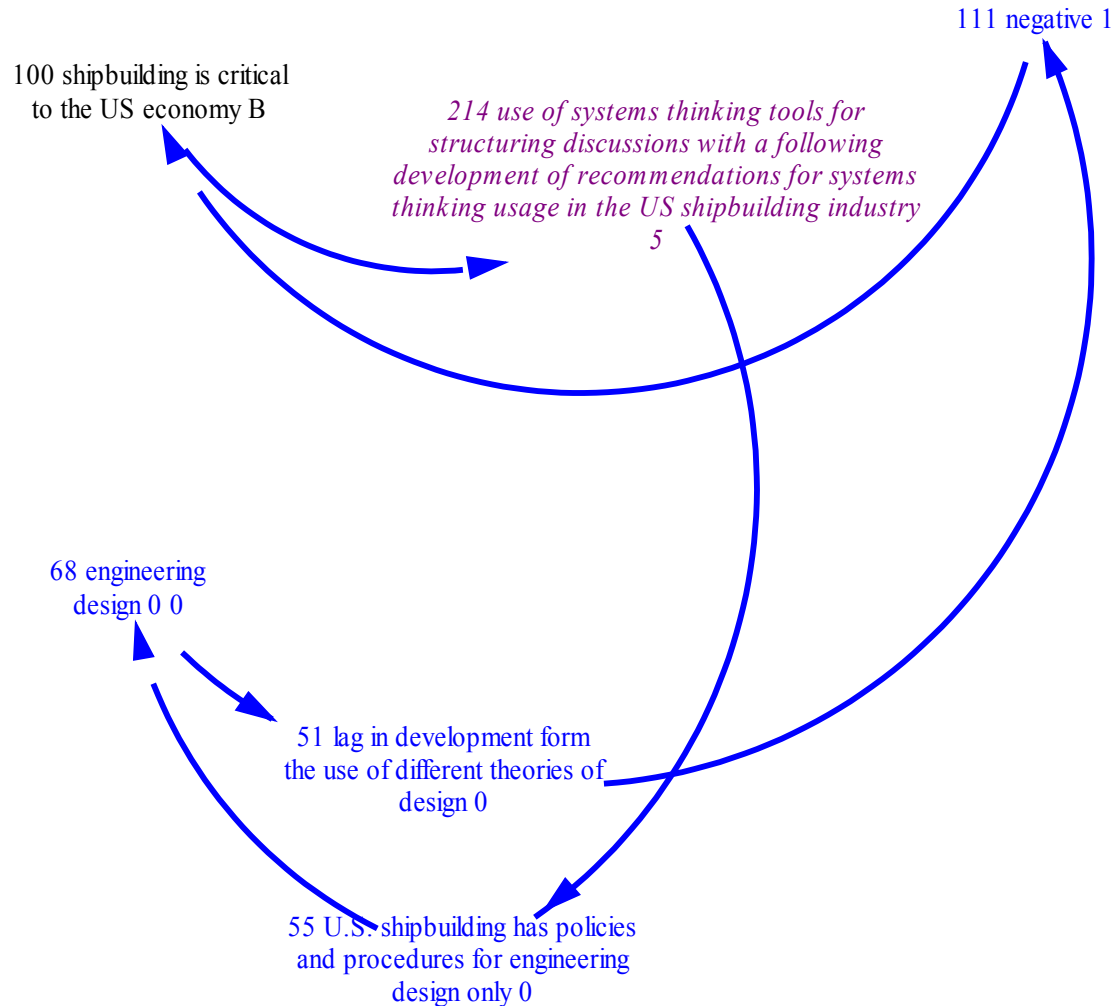 111 negative 1
100 shipbuilding is critical
to the US economy B
214 use of systems thinking tools for
structuring discussions with a following
development of recommendations for systems
thinking usage in the US shipbuilding industry
5
68 engineering
design 0 0
51 lag in development form
the use of different theories of
design 0
55 U.S. shipbuilding has policies
and procedures for engineering
design only 0